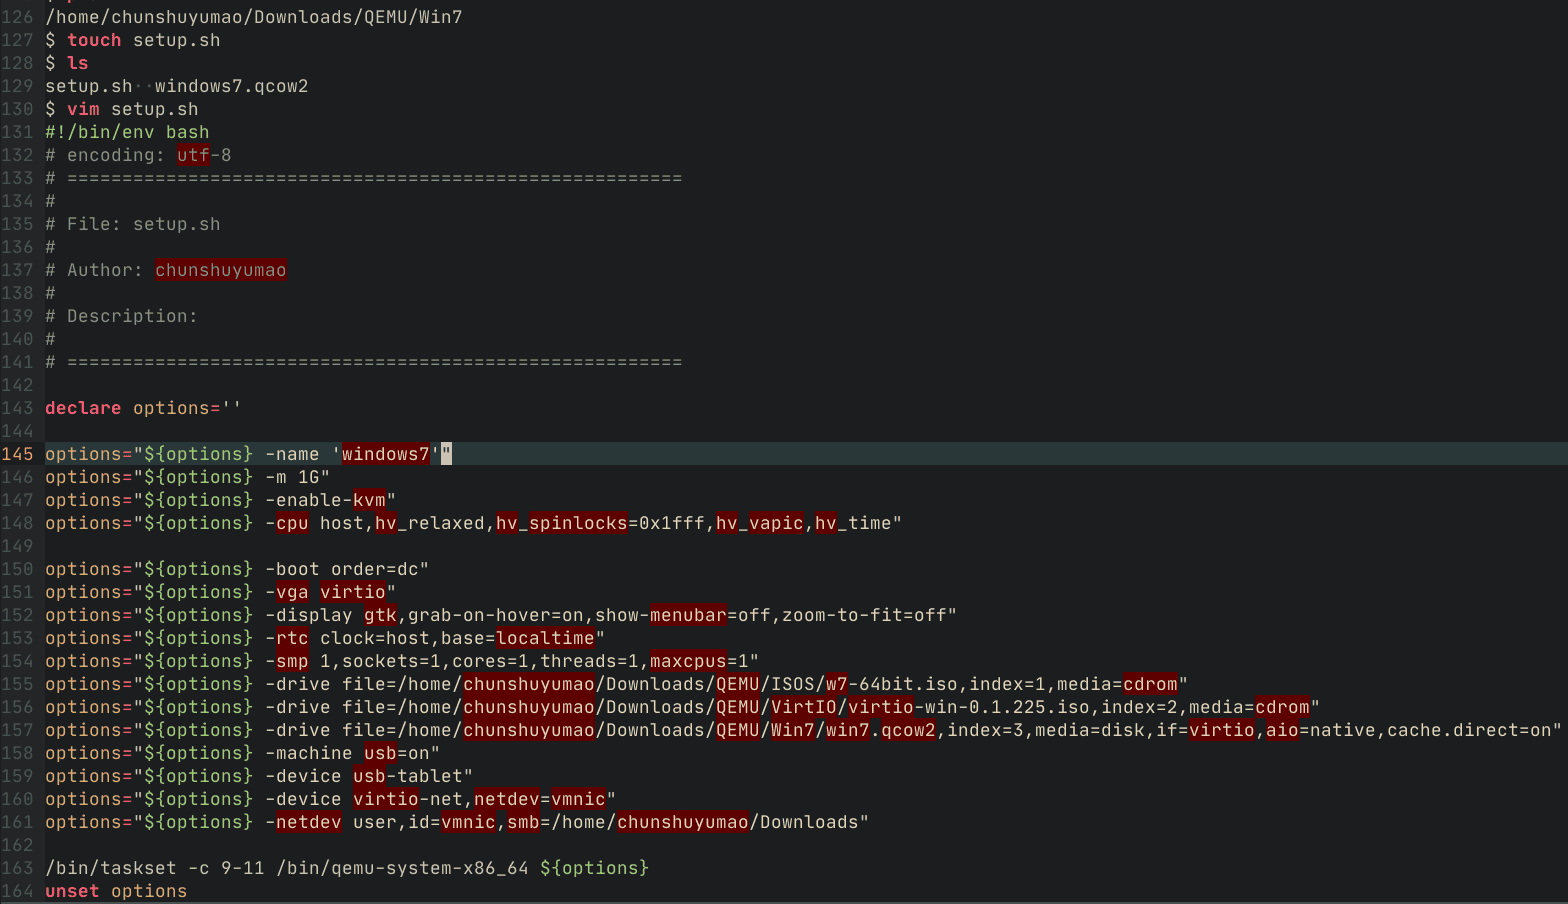 126 /home/chunshuyumao/Downloads/QEMU/Win7
127 $ touch setup.sh
128 $ ls
129 setup.sh··windows7.qcow2
130 $ vim setup.sh
131 #!/bin/env bash
132 # encoding: utf-8
133 # ========================================================
134 #
135 # File: setup.sh
136 #
137 # Author: chunshuyumao
138 #
139 # Description:
140 #
141 # ========================================================
142
143 declare options=''
144
145 options="${options} -name 'windows7'"
146 options="${options} -m 1G"
147 options="${options} -enable-kvm"
148 options="${options} -cpu host,hv_relaxed,hv_spinlocks=0x1fff,hv_vapic,hv_time"
149
150 options="${options} -boot order=dc"
151 options="${options} -vga virtio"
152 options="${options} -display gtk,grab-on-hover=on,show-menubar=off,zoom-to-fit=off"
153 options="${options} -rtc clock=host,base=localtime"
154 options="${options} -smp 1,sockets=1,cores=1,threads=1,maxcpus=1"
155 options="${options} -drive file=/home/chunshuyumao/Downloads/QEMU/ISOS/w7-64bit.iso,index=1,media=cdrom"
156 options="${options} -drive file=/home/chunshuyumao/Downloads/QEMU/VirtIO/virtio-win-0.1.225.iso,index=2,media=cdrom"
157 options="${options} -drive file=/home/chunshuyumao/Downloads/QEMU/Win7/win7.qcow2,index=3,media=disk,if=virtio,aio=native,cache.direct=on"
158 options="${options} -machine usb=on"
159 options="${options} -device usb-tablet"
160 options="${options} -device virtio-net,netdev=vmnic"
161 options="${options} -netdev user,id=vmnic,smb=/home/chunshuyumao/Downloads"
162
163 /bin/taskset -c 9-11 /bin/qemu-system-x86_64 ${options}
164 unset options